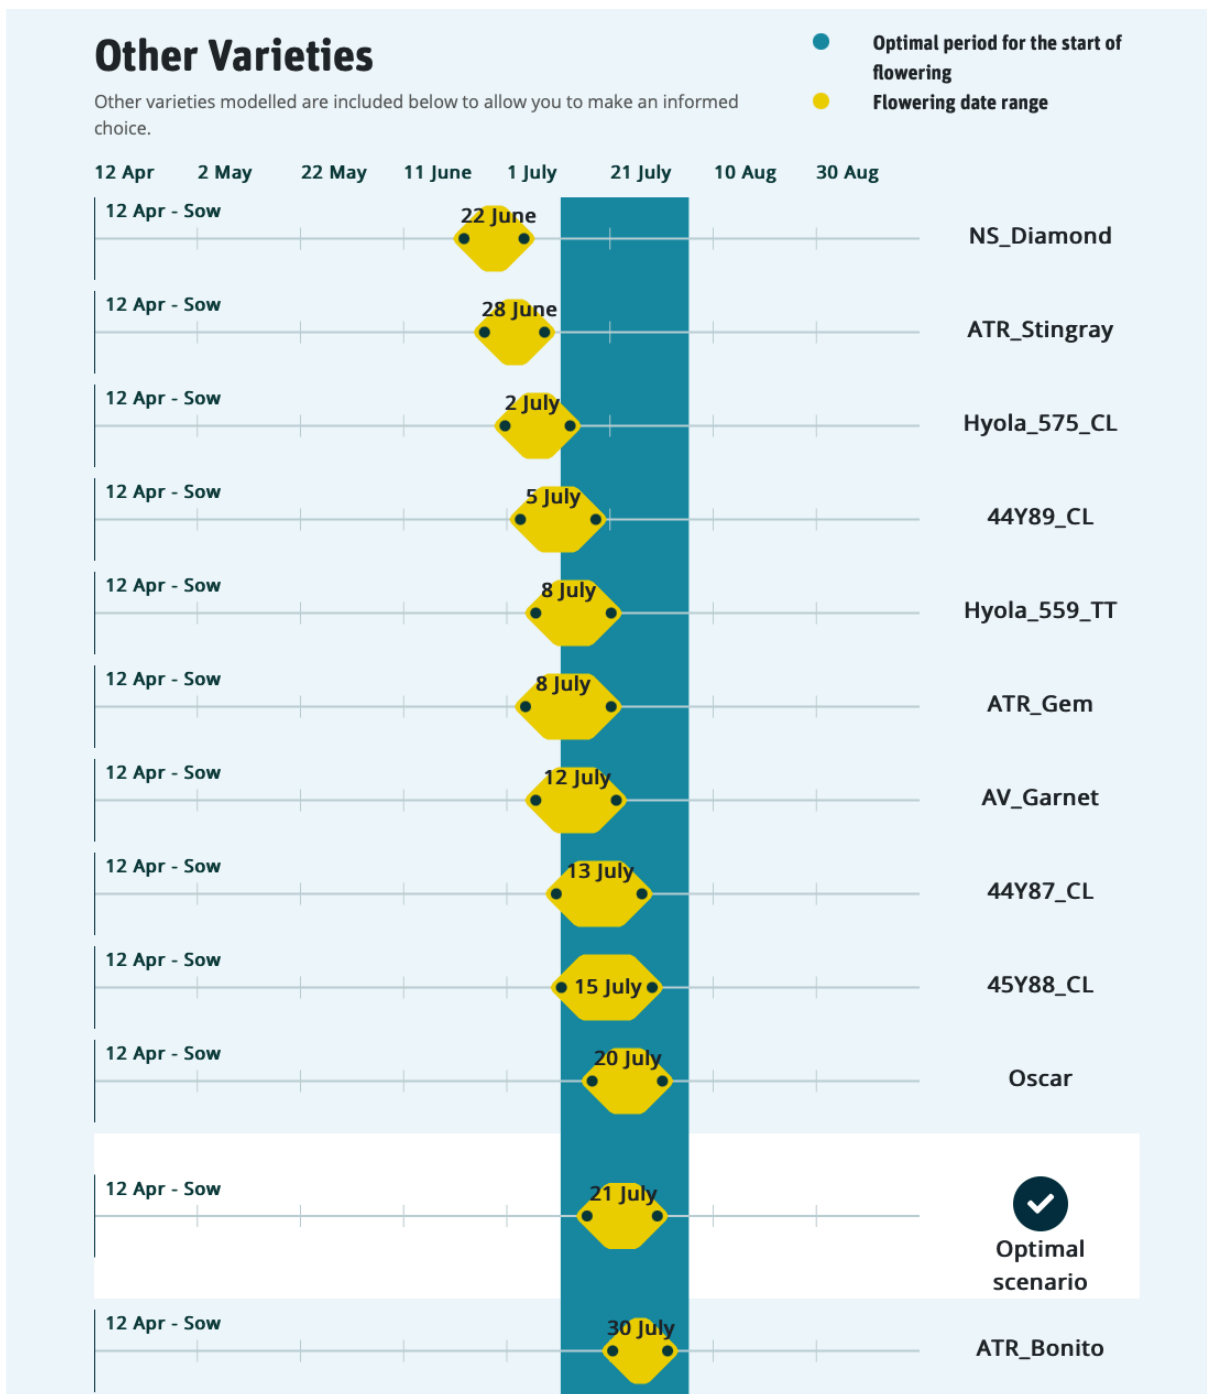 Other Varieties
Optimal period for the start of
flowering
Flowering date range
Other varieties modelled are included below to allow you to make an informed
choice.
12 Apr 2 May 22 May 11 June 1 July 21 July 10 Aug 30 Aug
12 Apr - Sow 22 June NS_Diamond
12 Apr - Sow 28 June ATR_Stingray
12 Apr - Sow 2 July Hyola_575_CL
12 Apr - Sow 5 July 44Y89_CL
12 Apr - Sow 8 July Hyola_559_TT
12 Apr - Sow 8 July ATR_Gem
12 Apr - Sow 12 July AV_Garnet
12 Apr - Sow 13 July 44Y87_CL
12 Apr - Sow 15 July 45Y88_CL
12 Apr - Sow 20 July Oscar
12 Apr - Sow 21 July
Optimal
scenario
12 Apr - Sow 30 July ATR_Bonito